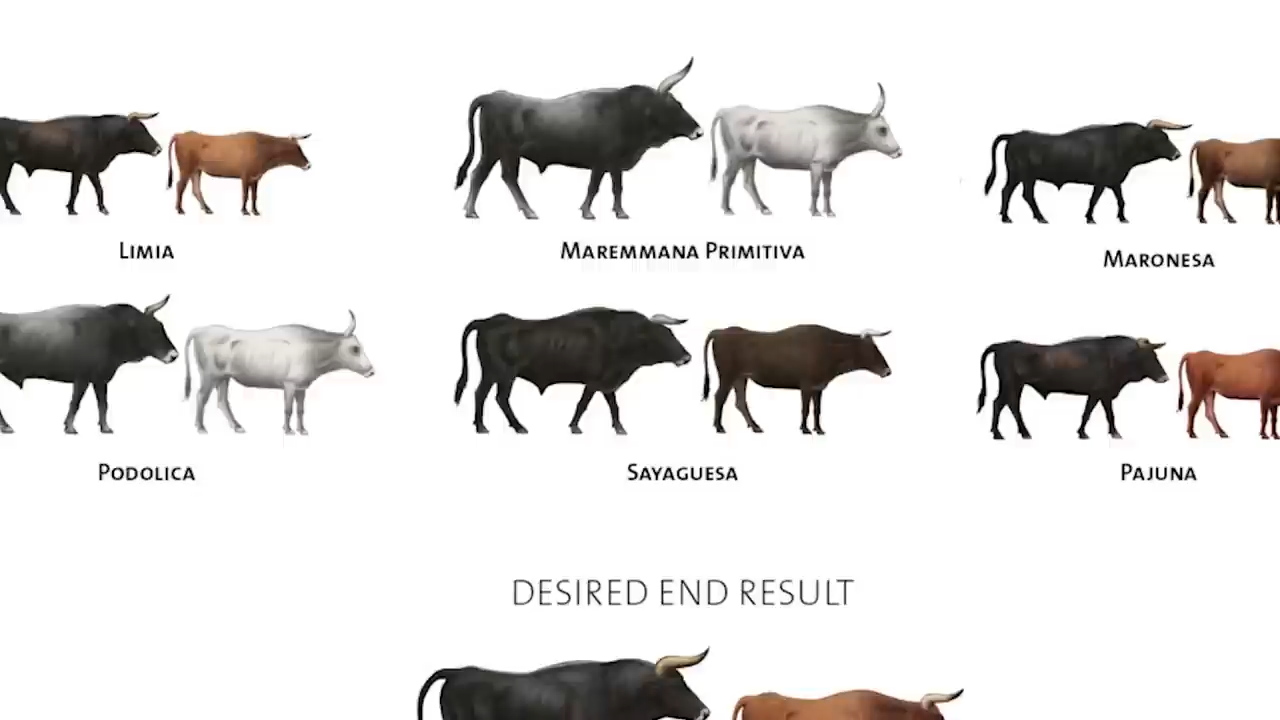 Limia
Maremmana Primitiva
Maronesa
Podolica
Sayaguesa
Pajuna
DESIRED END RESULT